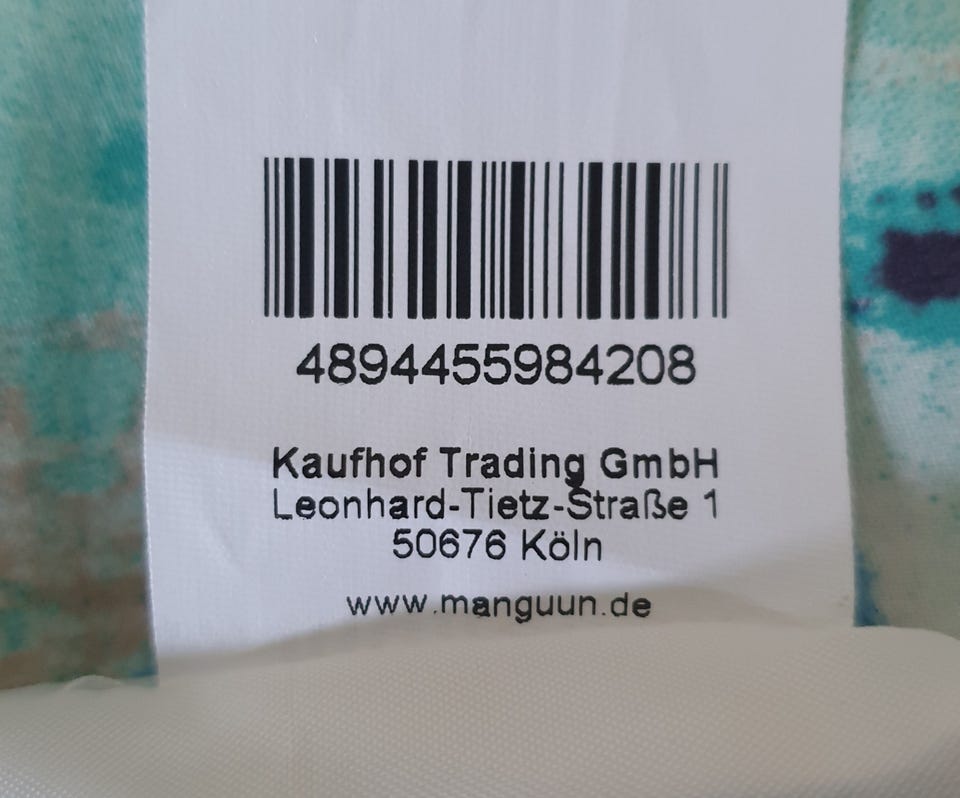 4894455984208
Kaufhof Trading GmbH
Leonhard-Tietz-Straße 1
50676 Köln
www.manguun.de